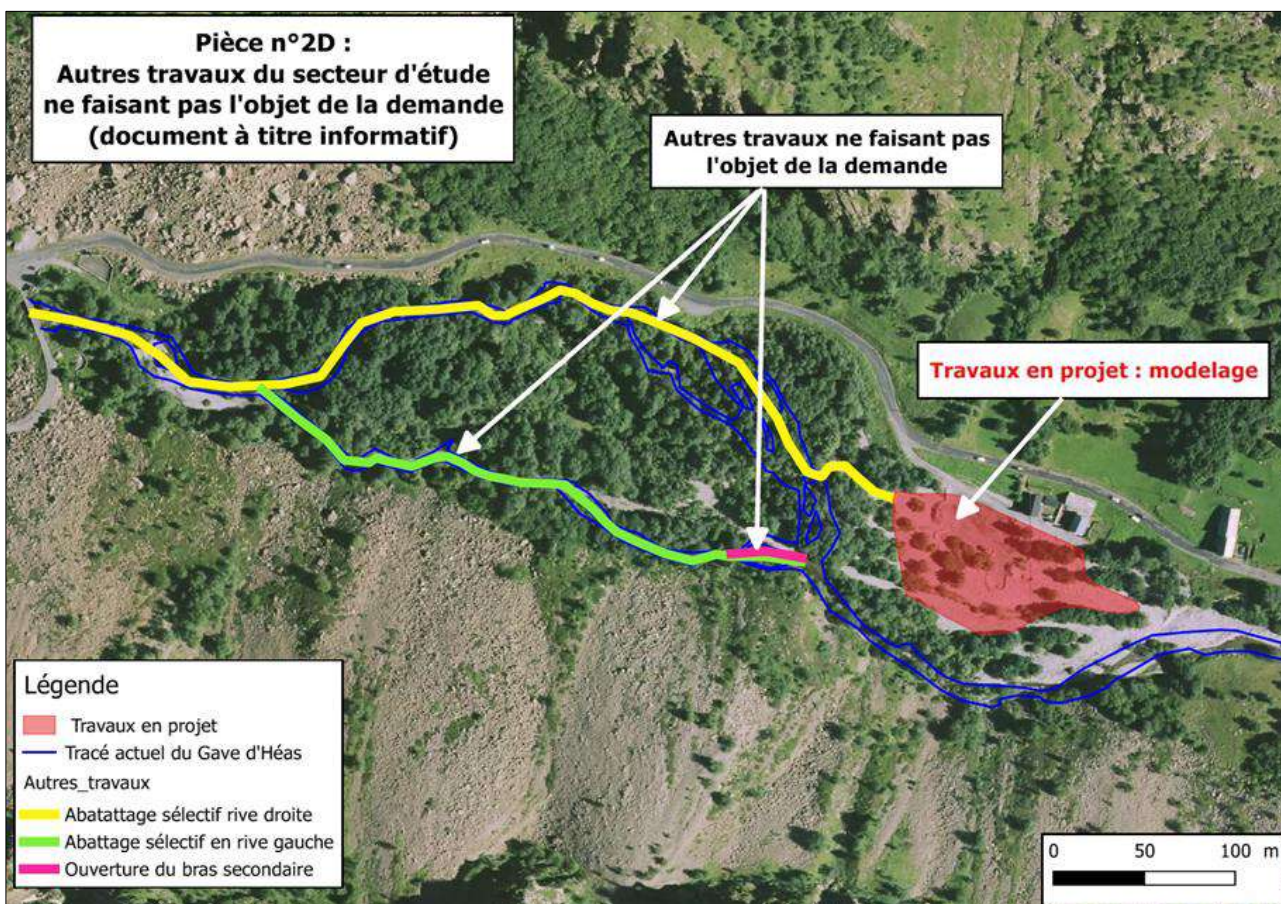 Pièce n°2D :
Autres travaux du secteur d'étude
ne faisant pas l'objet de la demande
(document à titre informatif)
Autres travaux ne faisant pas
l'objet de la demande
Travaux en projet : modelage
Légende
Travaux en projet
Tracé actuel du Gave d'Héas
Autres_travaux
Abatattage sélectif rive droite
Abattage sélectif en rive gauche
Ouverture du bras secondaire
0 50 100 m